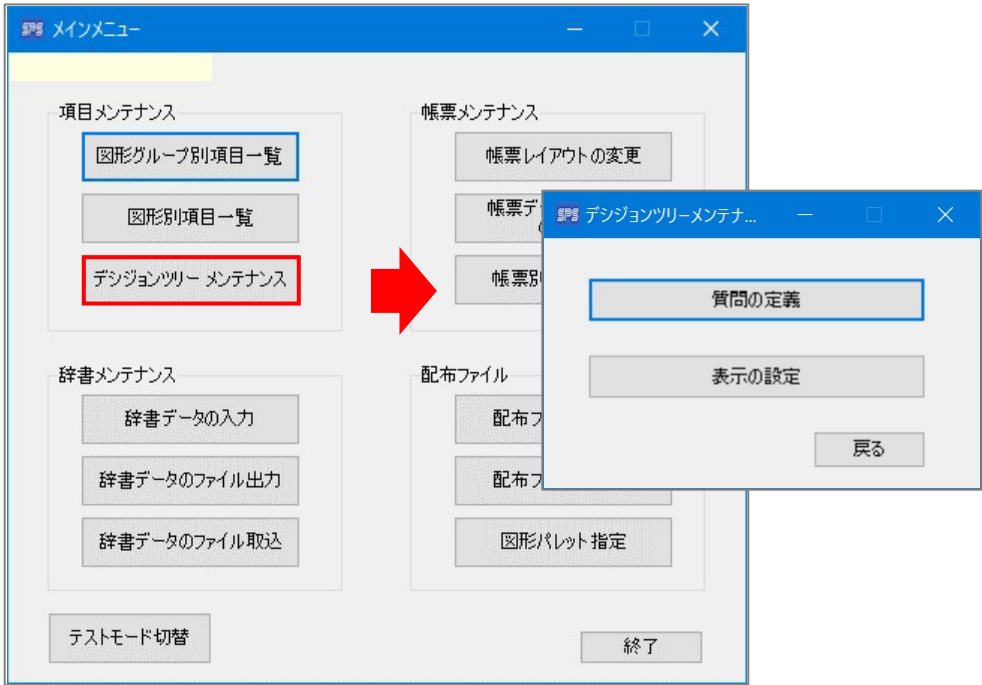 SPS メインメニュー
項目メンテナンス
図形グループ別項目一覧
図形別項目一覧
デシジョンツリー メンテナンス
帳票メンテナンス
帳票レイアウトの変更
帳票デ
帳票別
SPS デシジョンツリーメンテナ...
質問の定義
表示の設定
戻る
辞書メンテナンス
辞書データの入力
辞書データのファイル出力
辞書データのファイル取込
配布ファイル
配布フ
配布フ
図形パレット指定
テストモード切替
終了